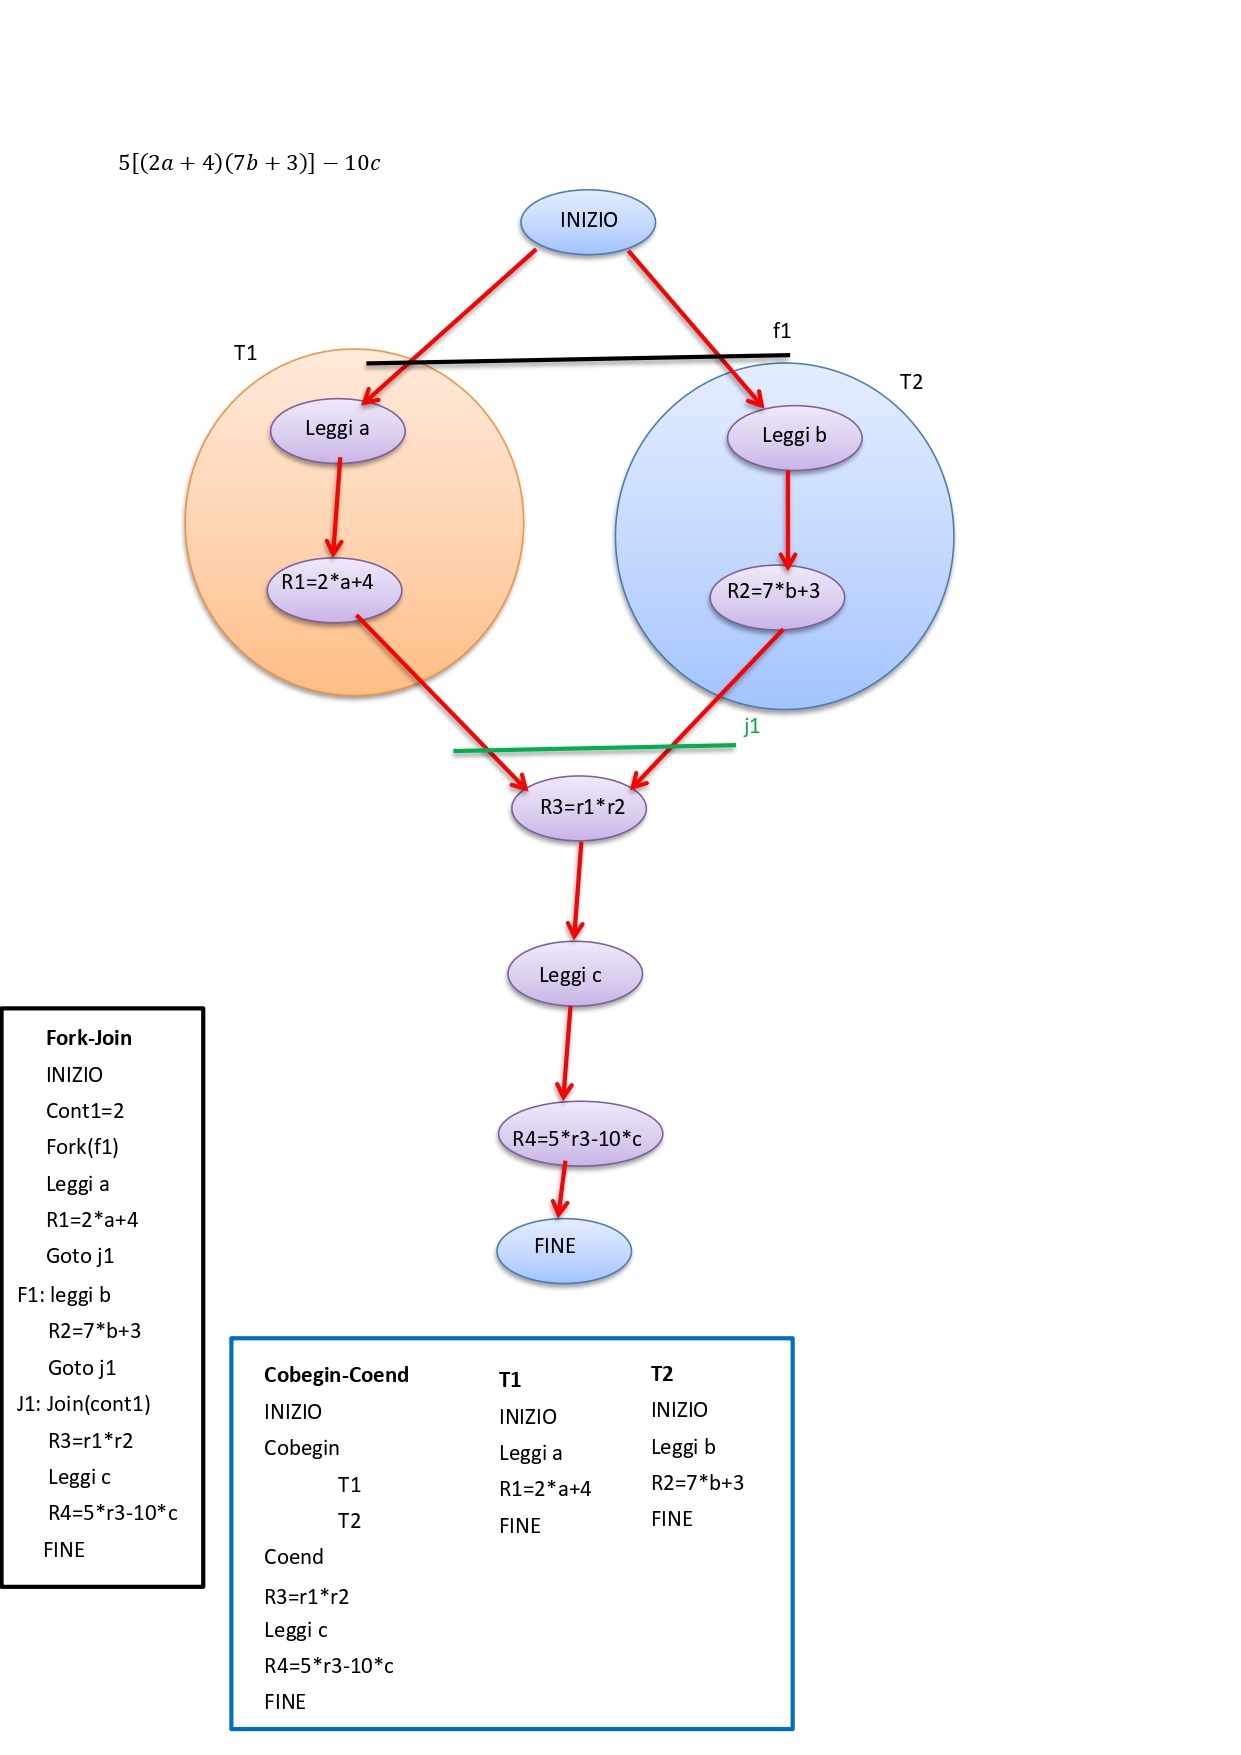 5[(2a + 4)(7b + 3)] − 10c
INIZIO
f1
T1
T2
Leggi a
Leggi b
R1=2*a+4
R2=7*b+3
j1
R3=r1*r2
Leggi c
R4=5*r3-10*c
FINE
Fork-Join
INIZIO
Cont1=2
Fork(f1)
Leggi a
R1=2*a+4
Goto j1
F1: leggi b
R2=7*b+3
Goto j1
J1: Join(cont1)
R3=r1*r2
Leggi c
R4=5*r3-10*c
FINE
Cobegin-Coend
INIZIO
Cobegin
T1
T2
Coend
R3=r1*r2
Leggi c
R4=5*r3-10*c
FINE
T1
INIZIO
Leggi a
R1=2*a+4
FINE
T2
INIZIO
Leggi b
R2=7*b+3
FINE